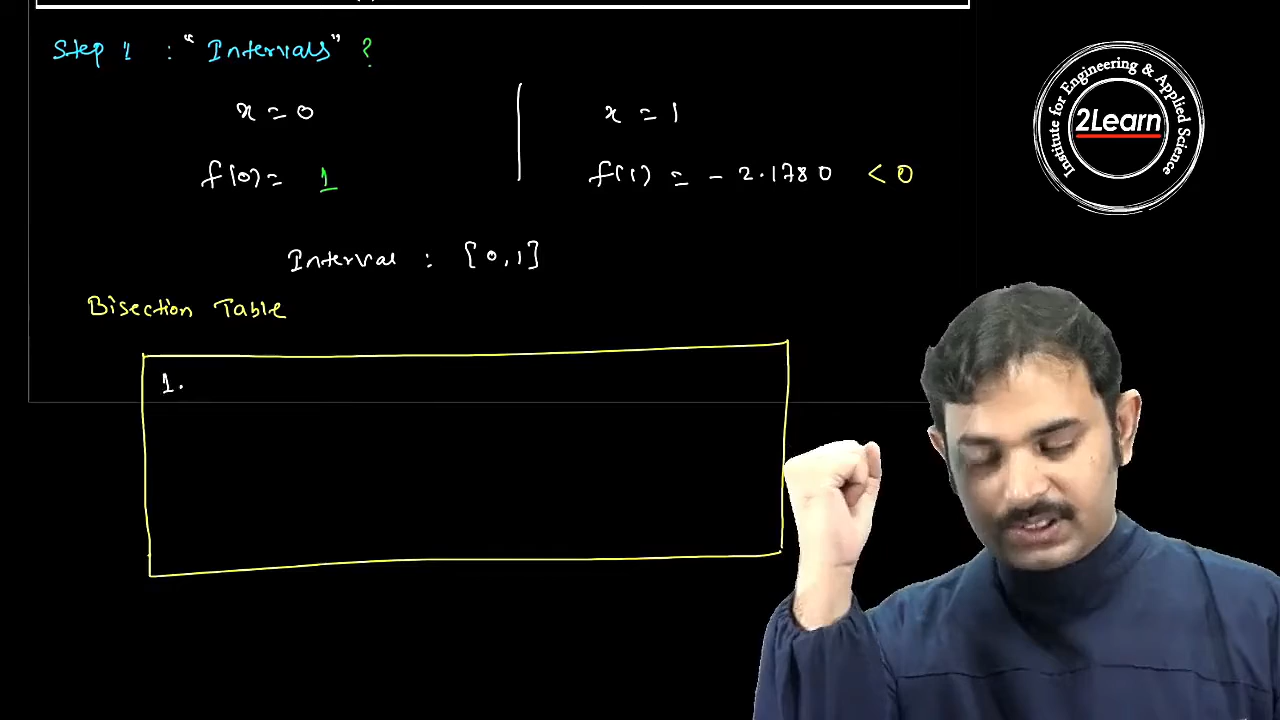 Step 1 : "Intervals" ?
x = 0
x = 1
f(0) = 1
f(1) = - 2.1780 < 0
Interval : [0,1]
Bisection Table
1.
Institute for Engineering & Applied Science
2Learn